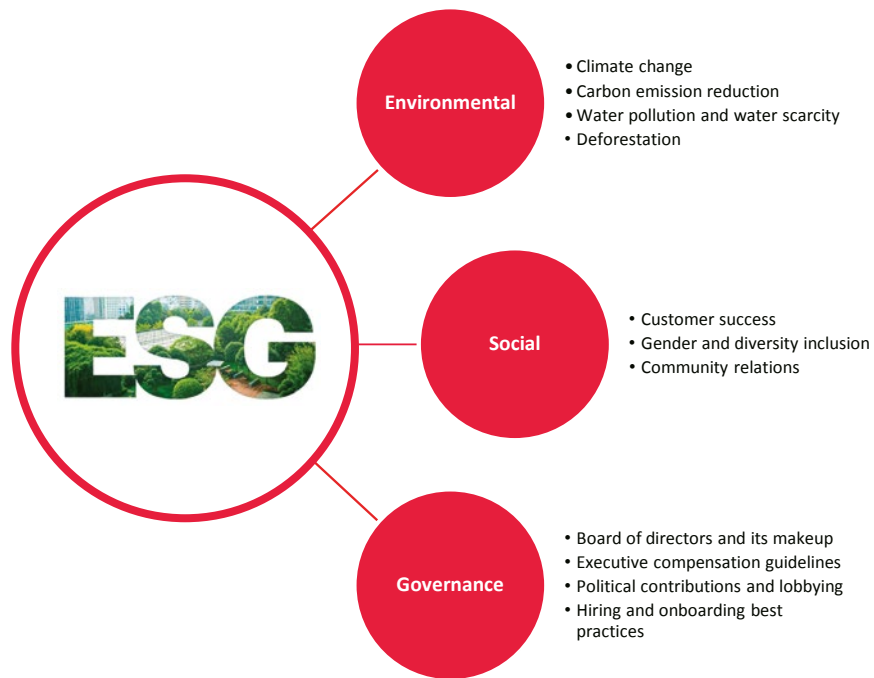 Environmental
• Climate change
• Carbon emission reduction
• Water pollution and water scarcity
• Deforestation
ESG
Social
• Customer success
• Gender and diversity inclusion
• Community relations
Governance
• Board of directors and its makeup
• Executive compensation guidelines
• Political contributions and lobbying
• Hiring and onboarding best
practices